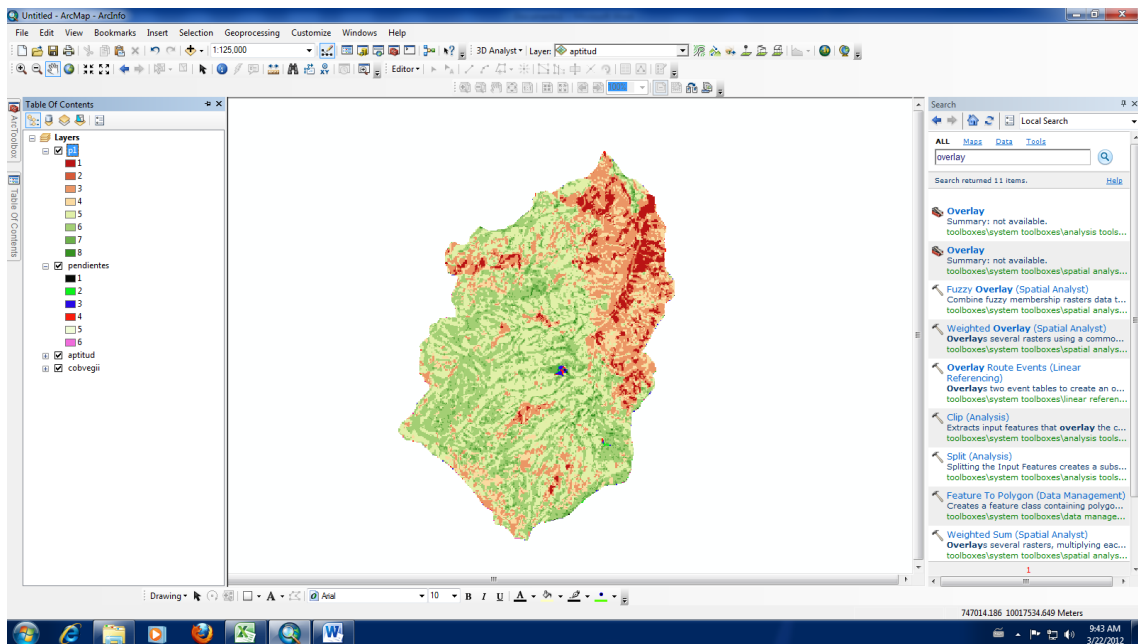 Untitled - ArcMap - ArcInfo
File Edit View Bookmarks Insert Selection Geoprocessing Customize Windows Help
1:125,000 3D Analyst Layer: aptitud
Editor
100%
Table Of Contents
ArcToolbox
Table Of Contents
Layers
p1
1
2
3
4
5
6
7
8
pendientes
1
2
3
4
5
6
aptitud
cobvegii
Search
Local Search
ALL Maps Data Tools
overlay
Search returned 11 items. Help
Overlay
Summary: not available.
toolboxes\system toolboxes\analysis tools...
Overlay
Summary: not available.
toolboxes\system toolboxes\spatial analys...
Fuzzy Overlay (Spatial Analyst)
Combine fuzzy membership rasters data t...
toolboxes\system toolboxes\spatial analys...
Weighted Overlay (Spatial Analyst)
Overlays several rasters using a commo...
toolboxes\system toolboxes\spatial analys...
Overlay Route Events (Linear
Referencing)
Overlays two event tables to create an o...
toolboxes\system toolboxes\linear referen...
Clip (Analysis)
Extracts input features that overlay the c...
toolboxes\system toolboxes\analysis tools...
Split (Analysis)
Splitting the Input Features creates a subs...
toolboxes\system toolboxes\analysis tools...
Feature To Polygon (Data Management)
Creates a feature class containing polygo...
toolboxes\system toolboxes\data manage...
Weighted Sum (Spatial Analyst)
Overlays several rasters, multiplying eac...
toolboxes\system toolboxes\spatial analys...
1
Drawing A Arial 10 B I U A
747014.186 10017534.649 Meters
9:43 AM
3/22/2012